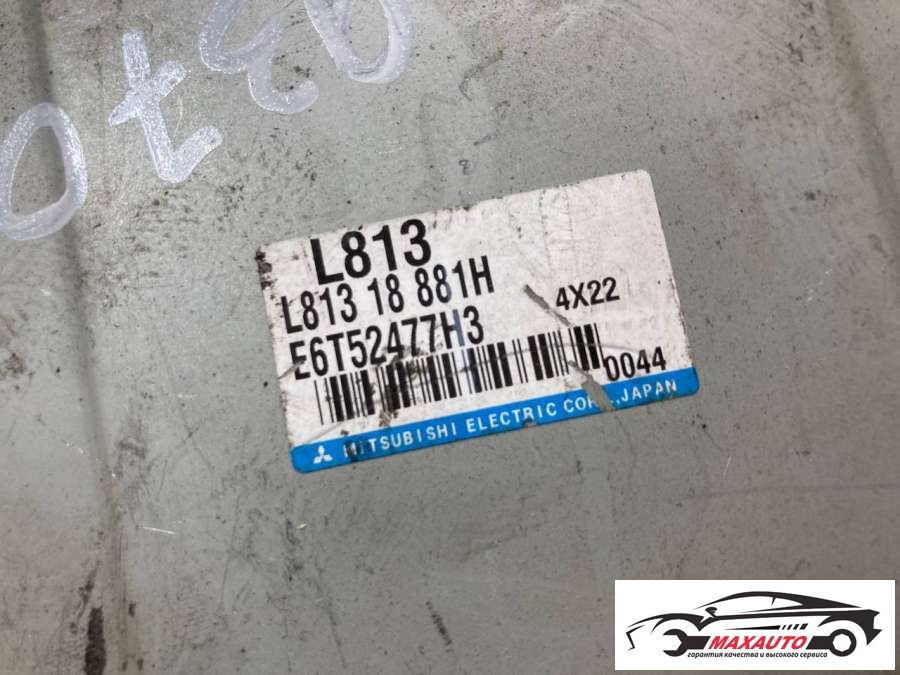 L813
L813 18 881H
4X22
E6T52477H3
0044
MITSUBISHI ELECTRIC CORP.,JAPAN
MAXAUTO
гарантия качества и высокого сервиса